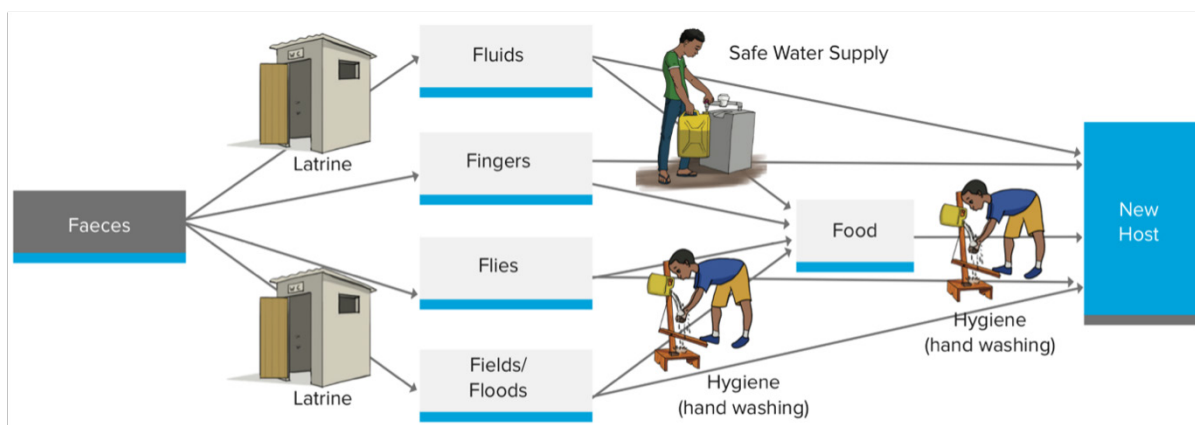 Fluids
Safe Water Supply
W C
Latrine
Fingers
Faeces
Food
New
Host
Flies
Hygiene
(hand washing)
W C
Fields/
Floods
Latrine
Hygiene
(hand washing)